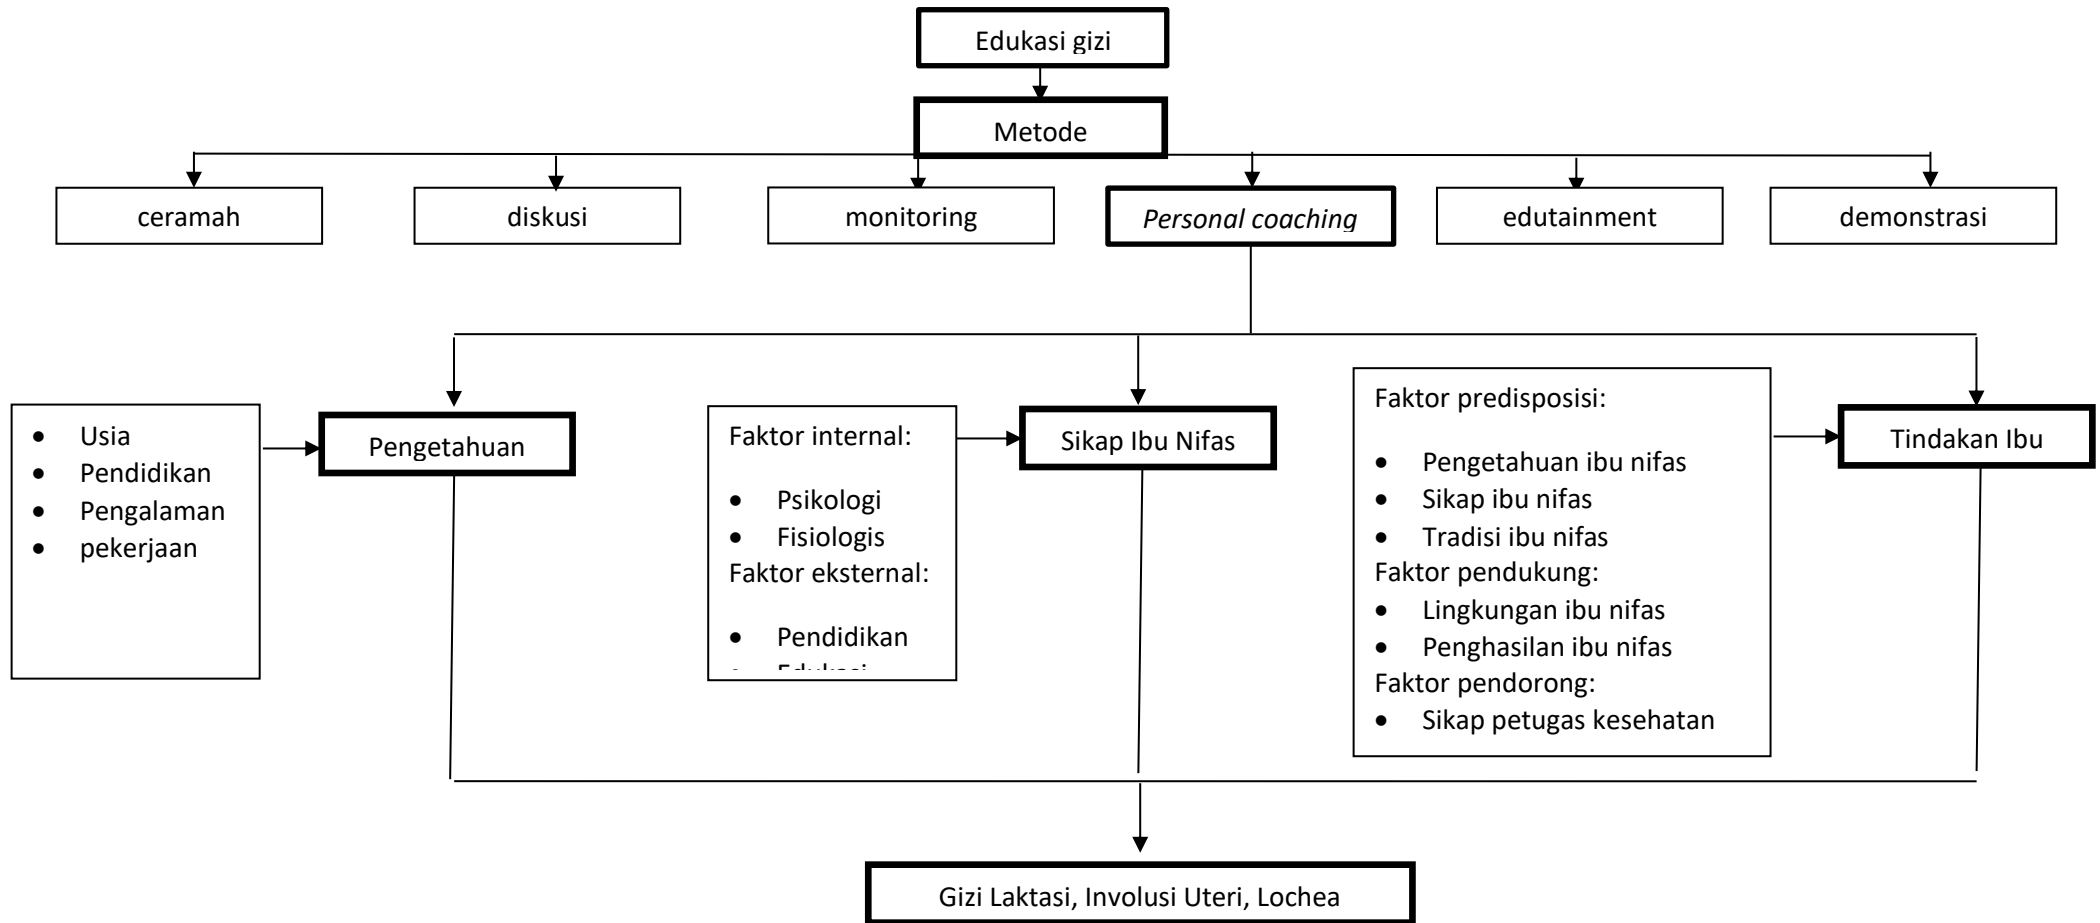 Edukasi gizi
Metode
ceramah
diskusi
monitoring
Personal coaching
edutainment
demonstrasi
• Usia
• Pendidikan
• Pengalaman
• pekerjaan
Pengetahuan
Faktor internal:
• Psikologi
• Fisiologis
Faktor eksternal:
• Pendidikan
• Edukasi
Sikap Ibu Nifas
Faktor predisposisi:
• Pengetahuan ibu nifas
• Sikap ibu nifas
• Tradisi ibu nifas
Faktor pendukung:
• Lingkungan ibu nifas
• Penghasilan ibu nifas
Faktor pendorong:
• Sikap petugas kesehatan
Tindakan Ibu
Gizi Laktasi, Involusi Uteri, Lochea